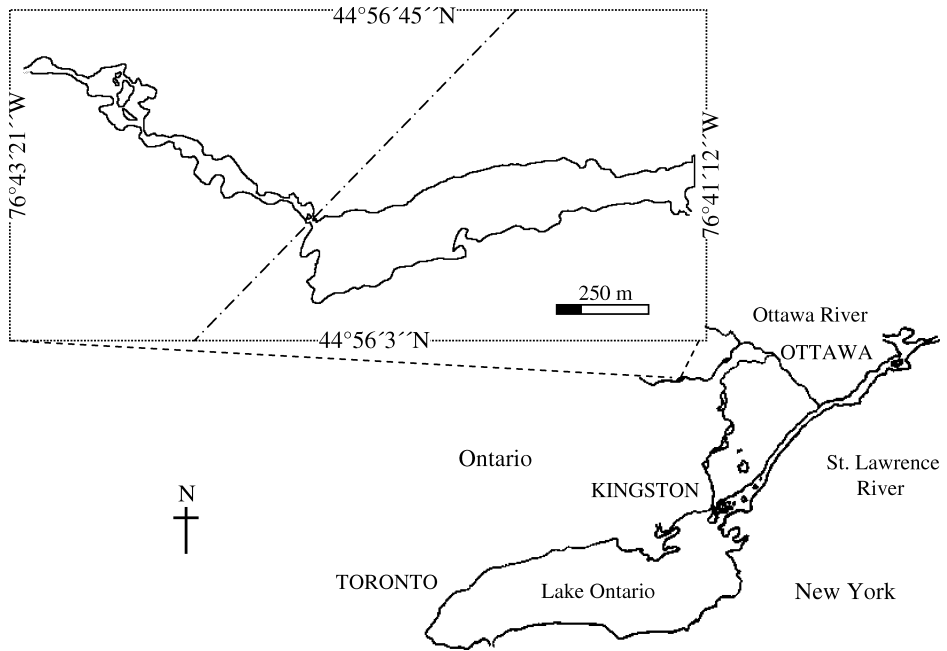 44°56´45´´N
76°43´21´´W
76°41´12´´W
250 m
44°56´3´´N
Ottawa River
OTTAWA
Ontario
St. Lawrence
River
KINGSTON
N
TORONTO
Lake Ontario
New York